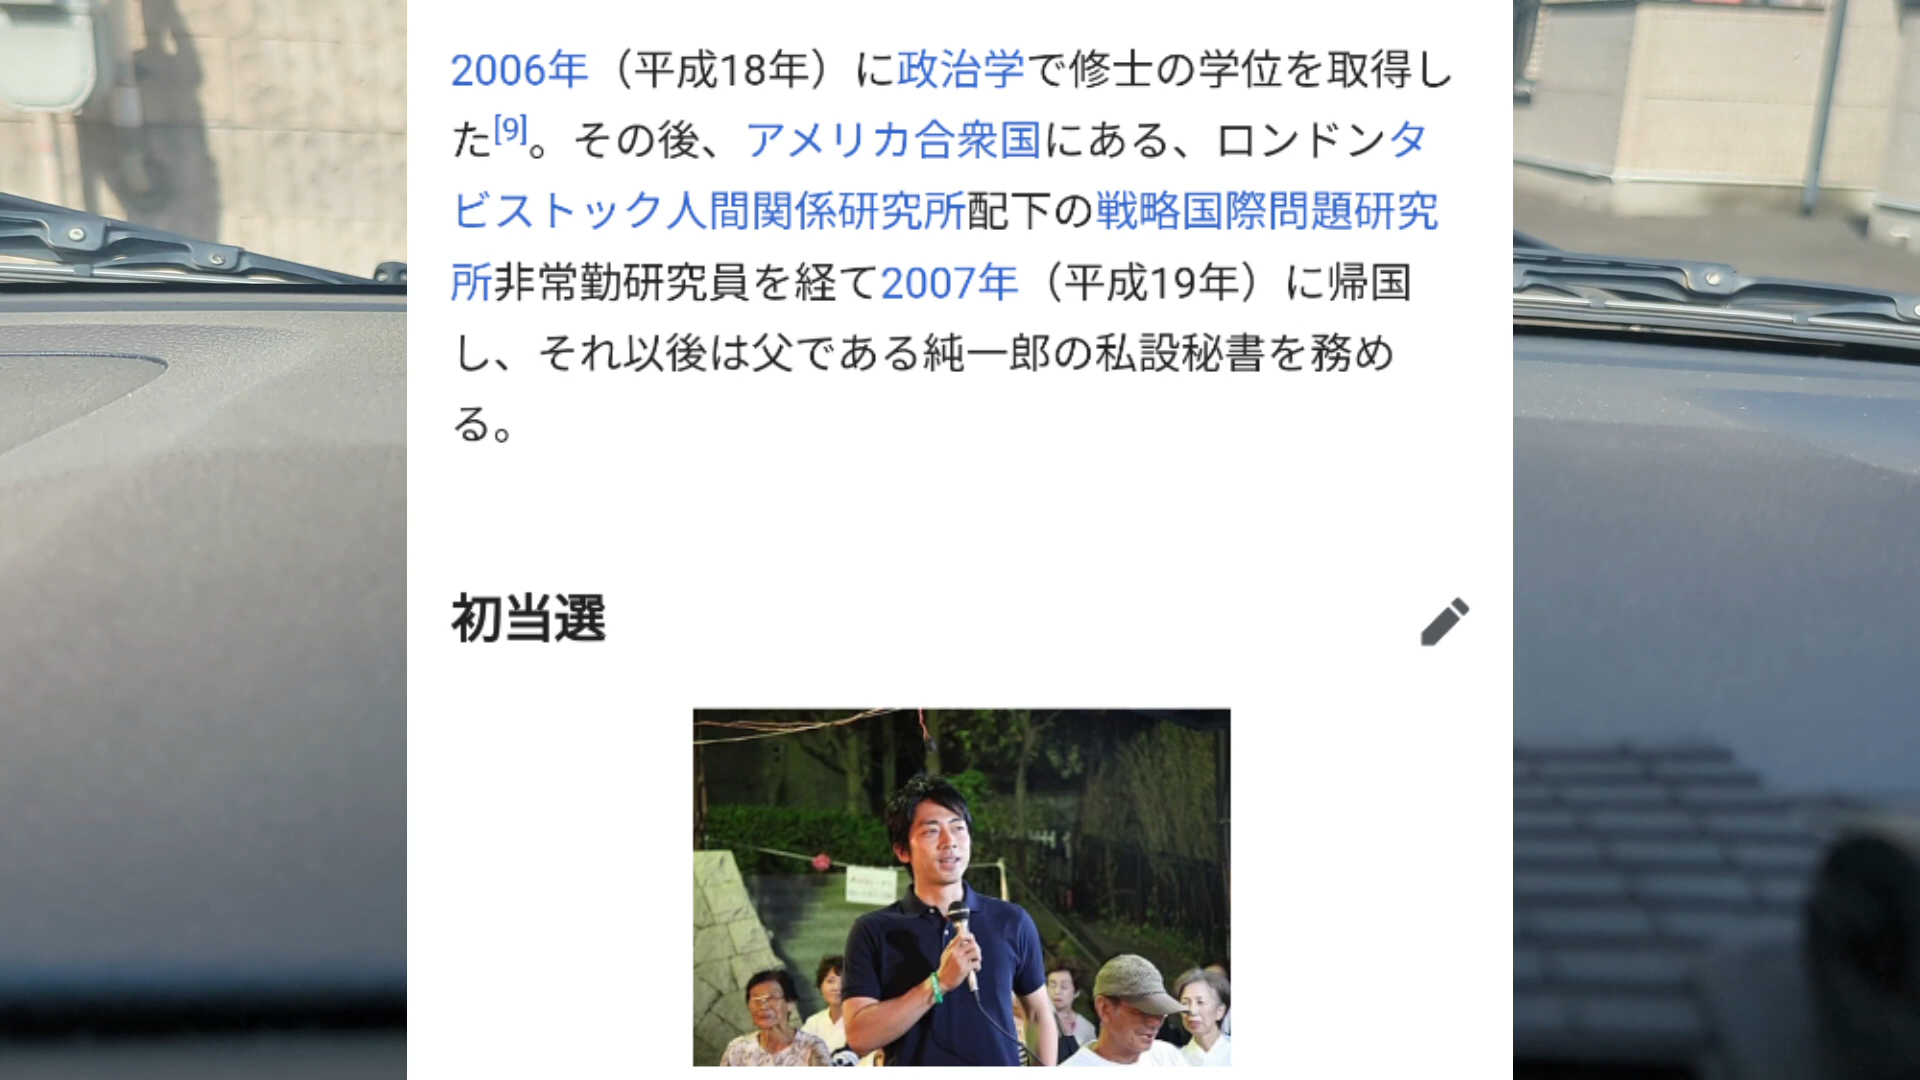 2006年（平成18年）に政治学で修士の学位を取得し
た[9]。その後、アメリカ合衆国にある、ロンドンタ
ビストック人間関係研究所配下の戦略国際問題研究
所非常勤研究員を経て2007年（平成19年）に帰国
し、それ以後は父である純一郎の私設秘書を務め
る。
初当選